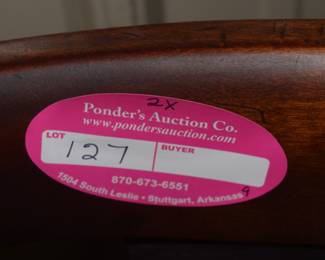 2X
Ponder's Auction Co.
www.pondersauction.com
LOT
BUYER
127
870-673-6551
1504 South Leslie • Stuttgart, Arkansas
9